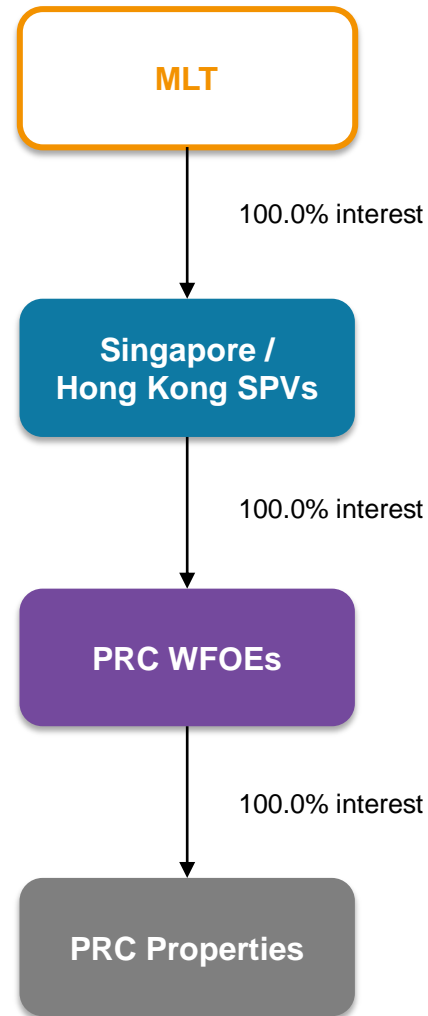 MLT
100.0% interest
Singapore /
Hong Kong SPVs
100.0% interest
PRC WFOEs
100.0% interest
PRC Properties